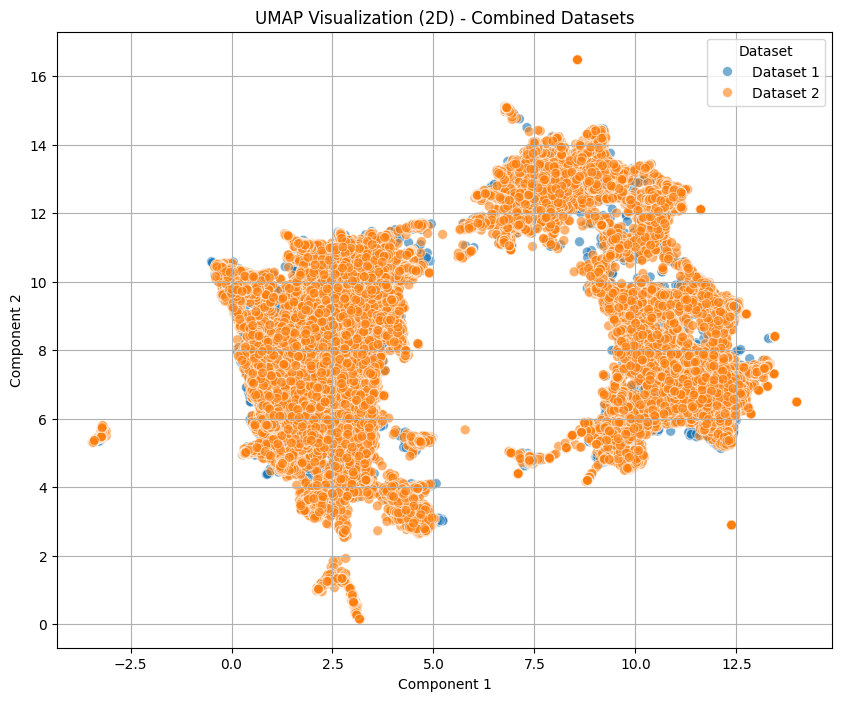 UMAP Visualization (2D) - Combined Datasets
Dataset
Dataset 1
Dataset 2
Component 2
16
14
12
10
8
6
4
2
0
−2.5
0.0
2.5
5.0
7.5
10.0
12.5
Component 1